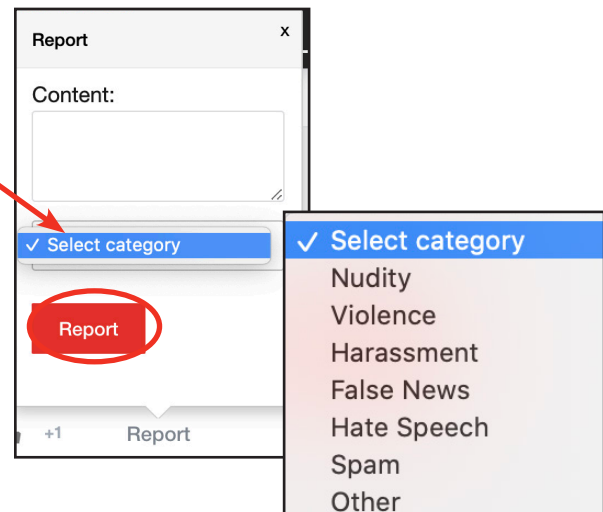 Report
x
Content:
✓ Select category
Report
+1 Report
✓ Select category
Nudity
Violence
Harassment
False News
Hate Speech
Spam
Other